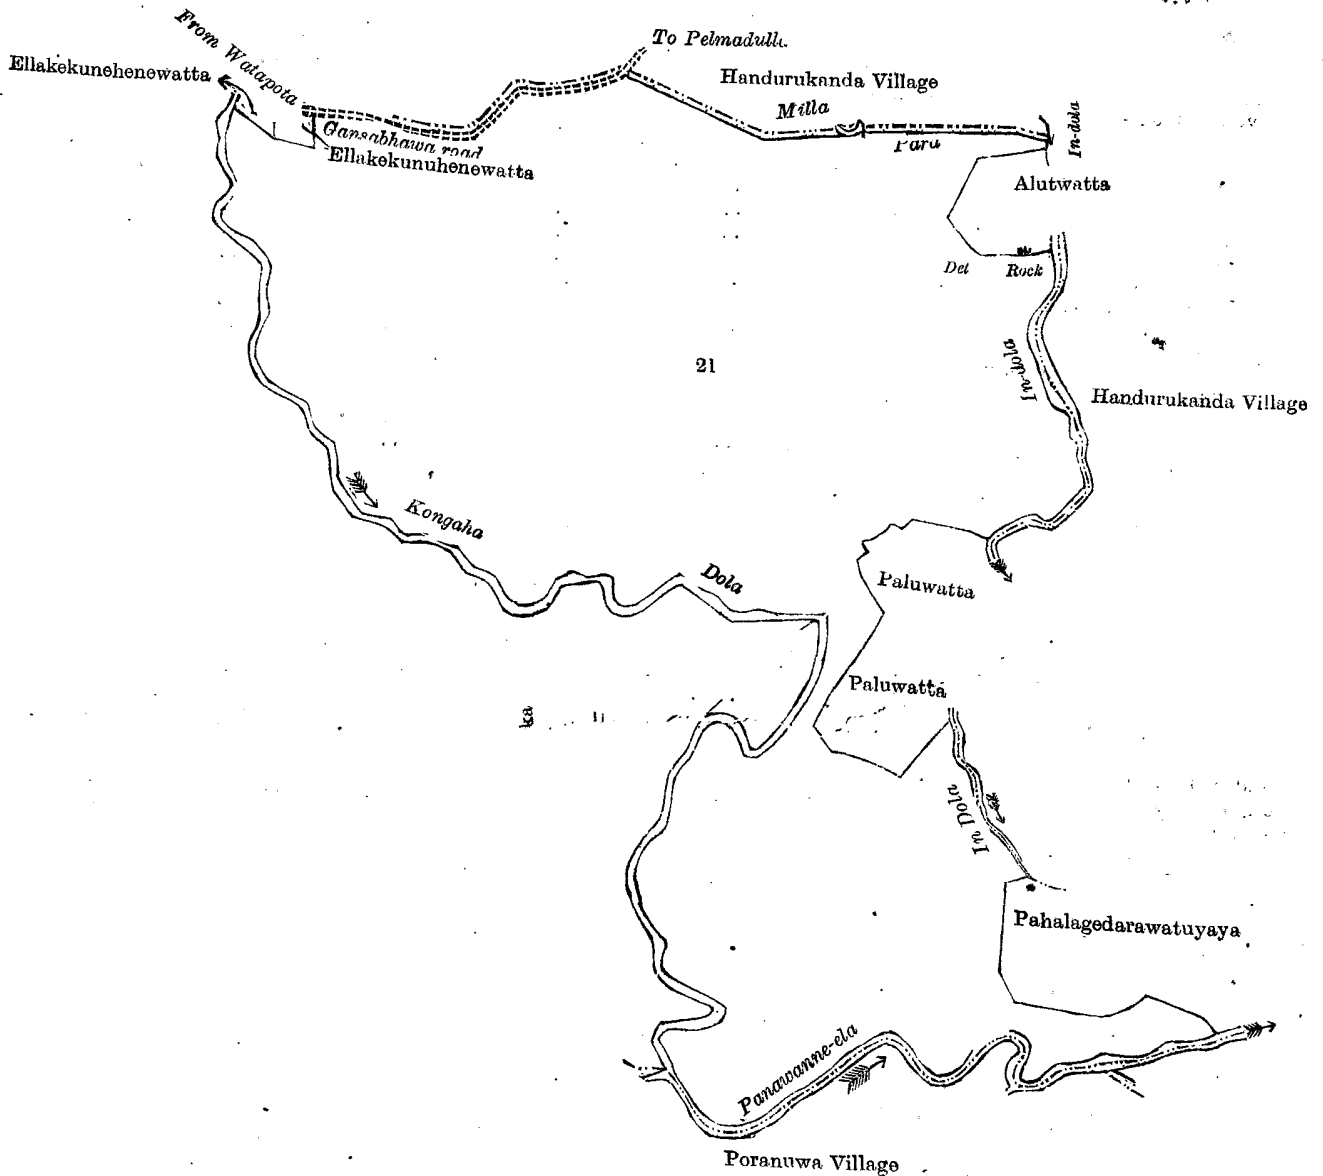 From Watapota
To Pelmadulla
Ellakekunehenewatta
Handurukanda Village
Milla
Para
In-dola
Gansabhawa road
Ellakekunuhenewatta
Alutwatta
Del Rock
In-dola
21
Handurukanda Village
Kongaha
Dola
Paluwatta
Paluwatta
ka
In Dola
Pahalagedarawatuyaya
Panawanne-ela
Poranuwa Village